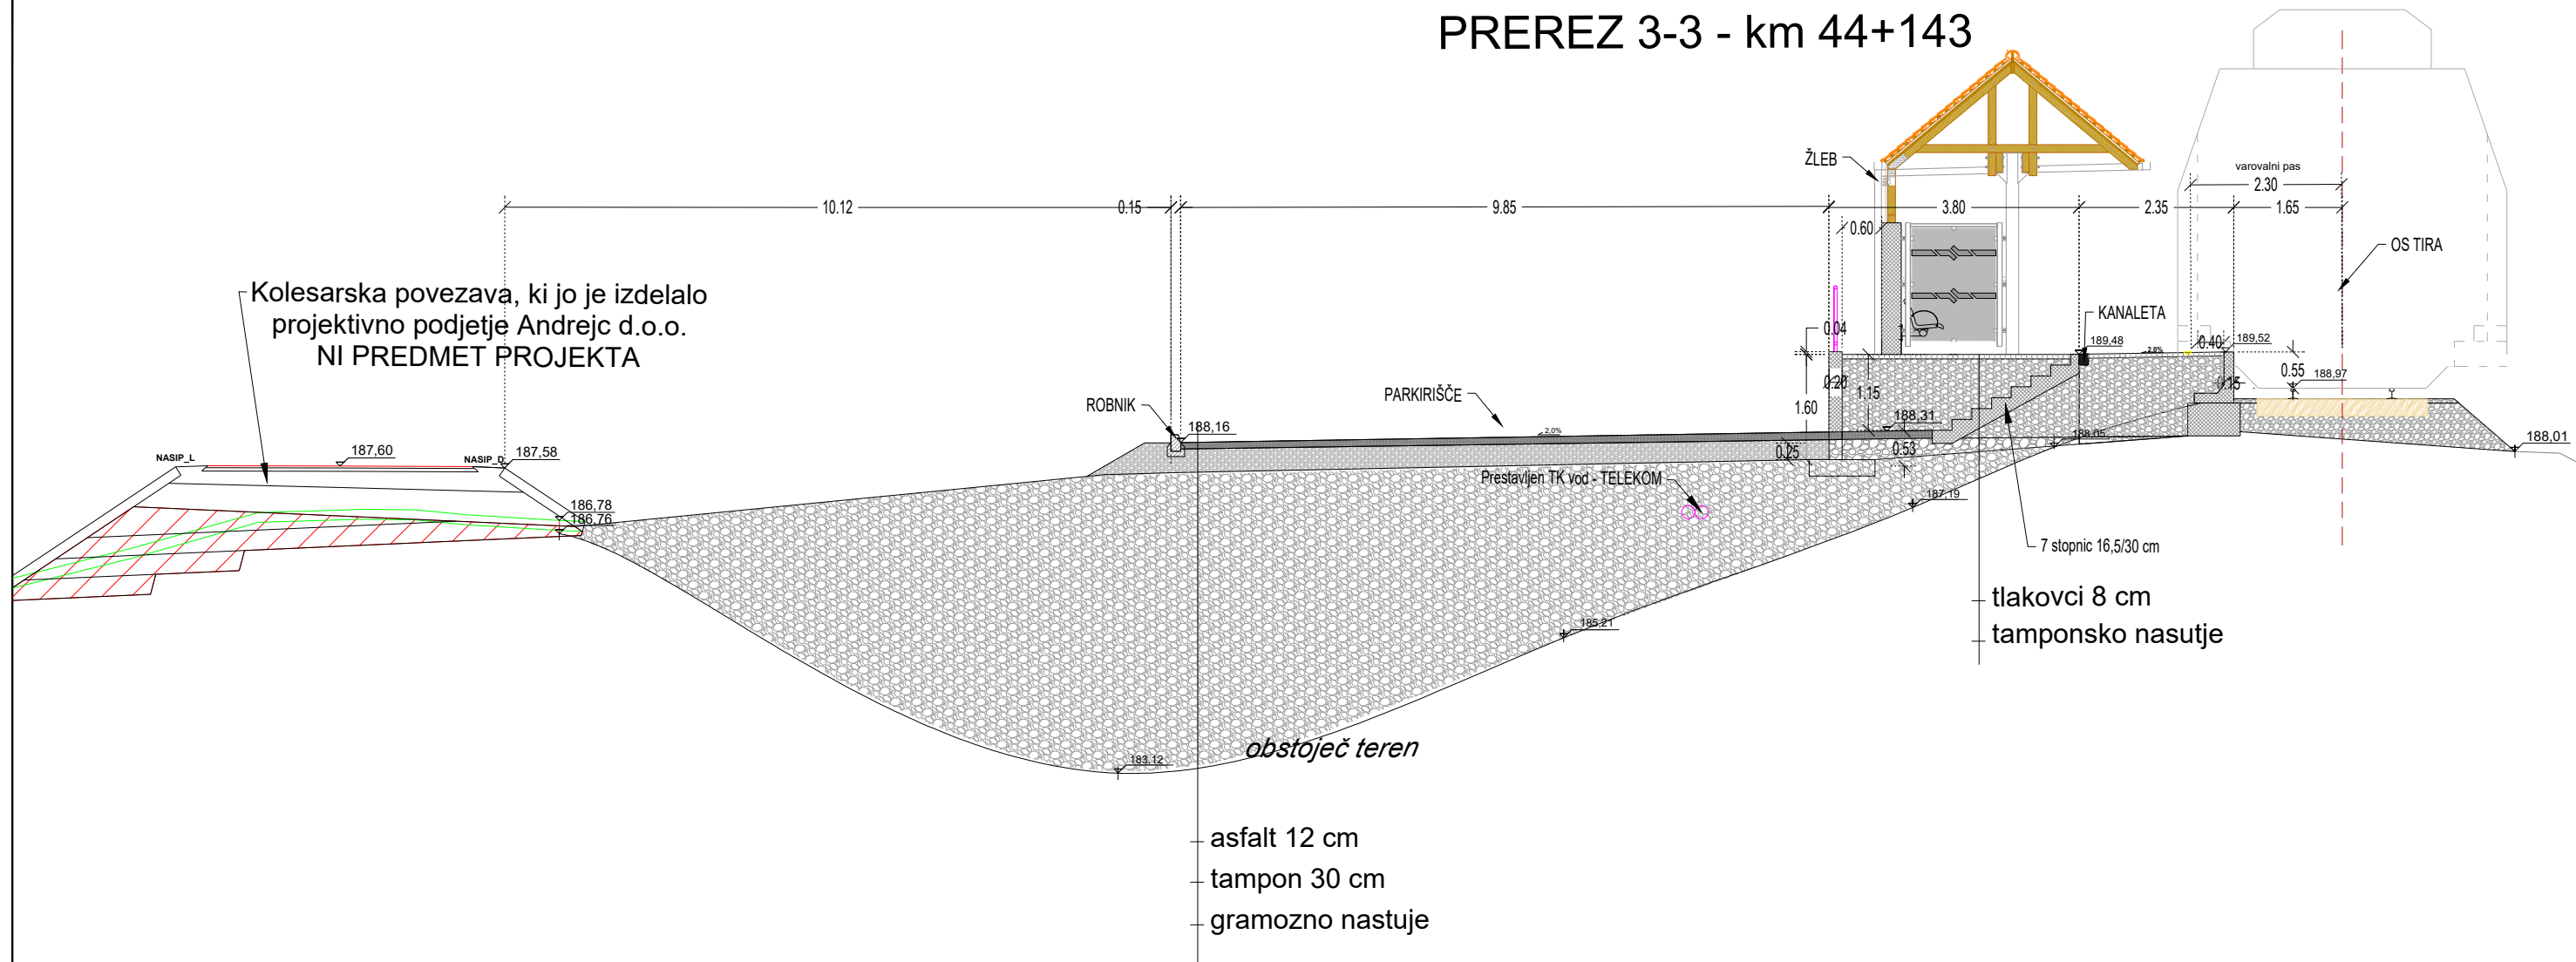 PREREZ 3-3 - km 44+143
ŽLEB
varovalni pas
2.30
10.12
0.15
9.85
3.80
2.35
1.65
0.60
OS TIRA
Kolesarska povezava, ki jo je izdelalo
projektivno podjetje Andrejc d.o.o.
NI PREDMET PROJEKTA
KANALETA
0.04
189,48
2,0%
0.40
189,52
0.55
188,97
0.20
1.15
0.15
PARKIRIŠČE
ROBNIK
1.60
188,31
188,16
2,0%
188,05
188,01
187,60
NASIP_L
NASIP_D
187,58
0.25
0.53
Prestavljen TK vod - TELEKOM
187,19
186,78
186,76
7 stopnic 16,5/30 cm
tlakovci 8 cm
185,21
tamponsko nasutje
obstoječ teren
183,12
asfalt 12 cm
tampon 30 cm
gramozno nastuje